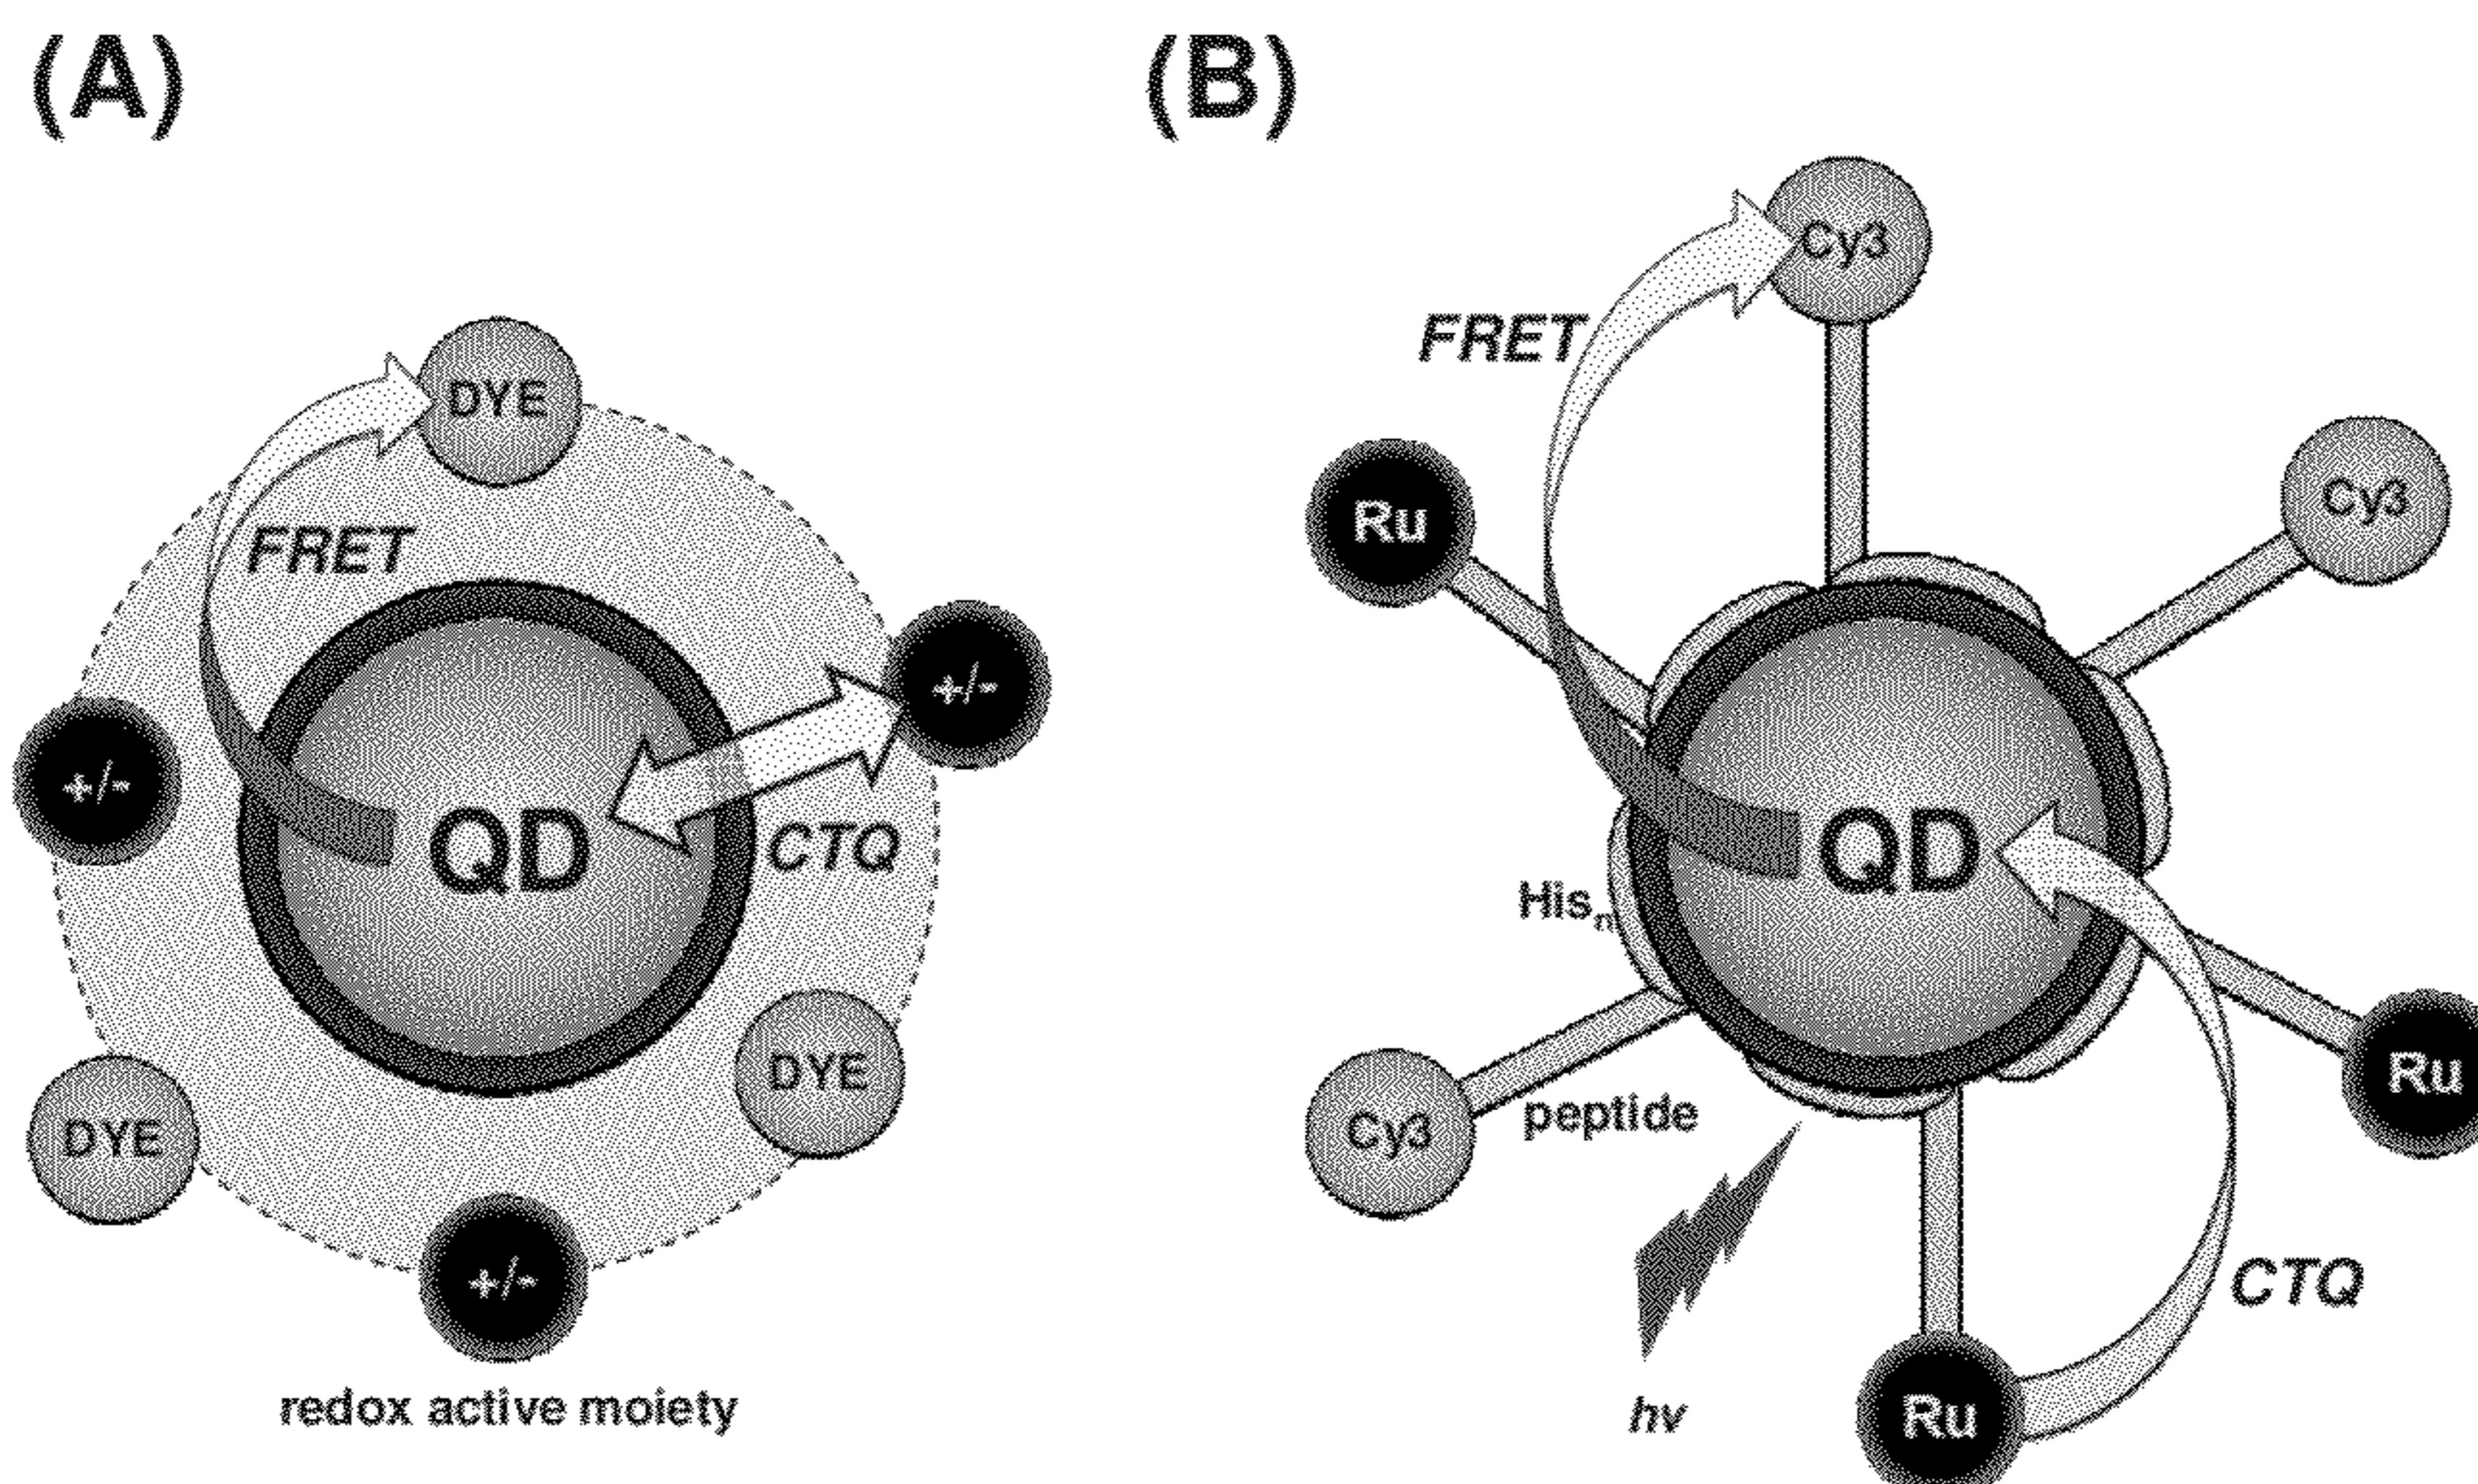 (A)
DYE
FRET
+/-
+/-
QD
CTQ
DYE
DYE
+/-
redox active moiety
(B)
Cy3
FRET
Cy3
Ru
QD
Hisn
Ru
Cy3
peptide
CTQ
hν
Ru